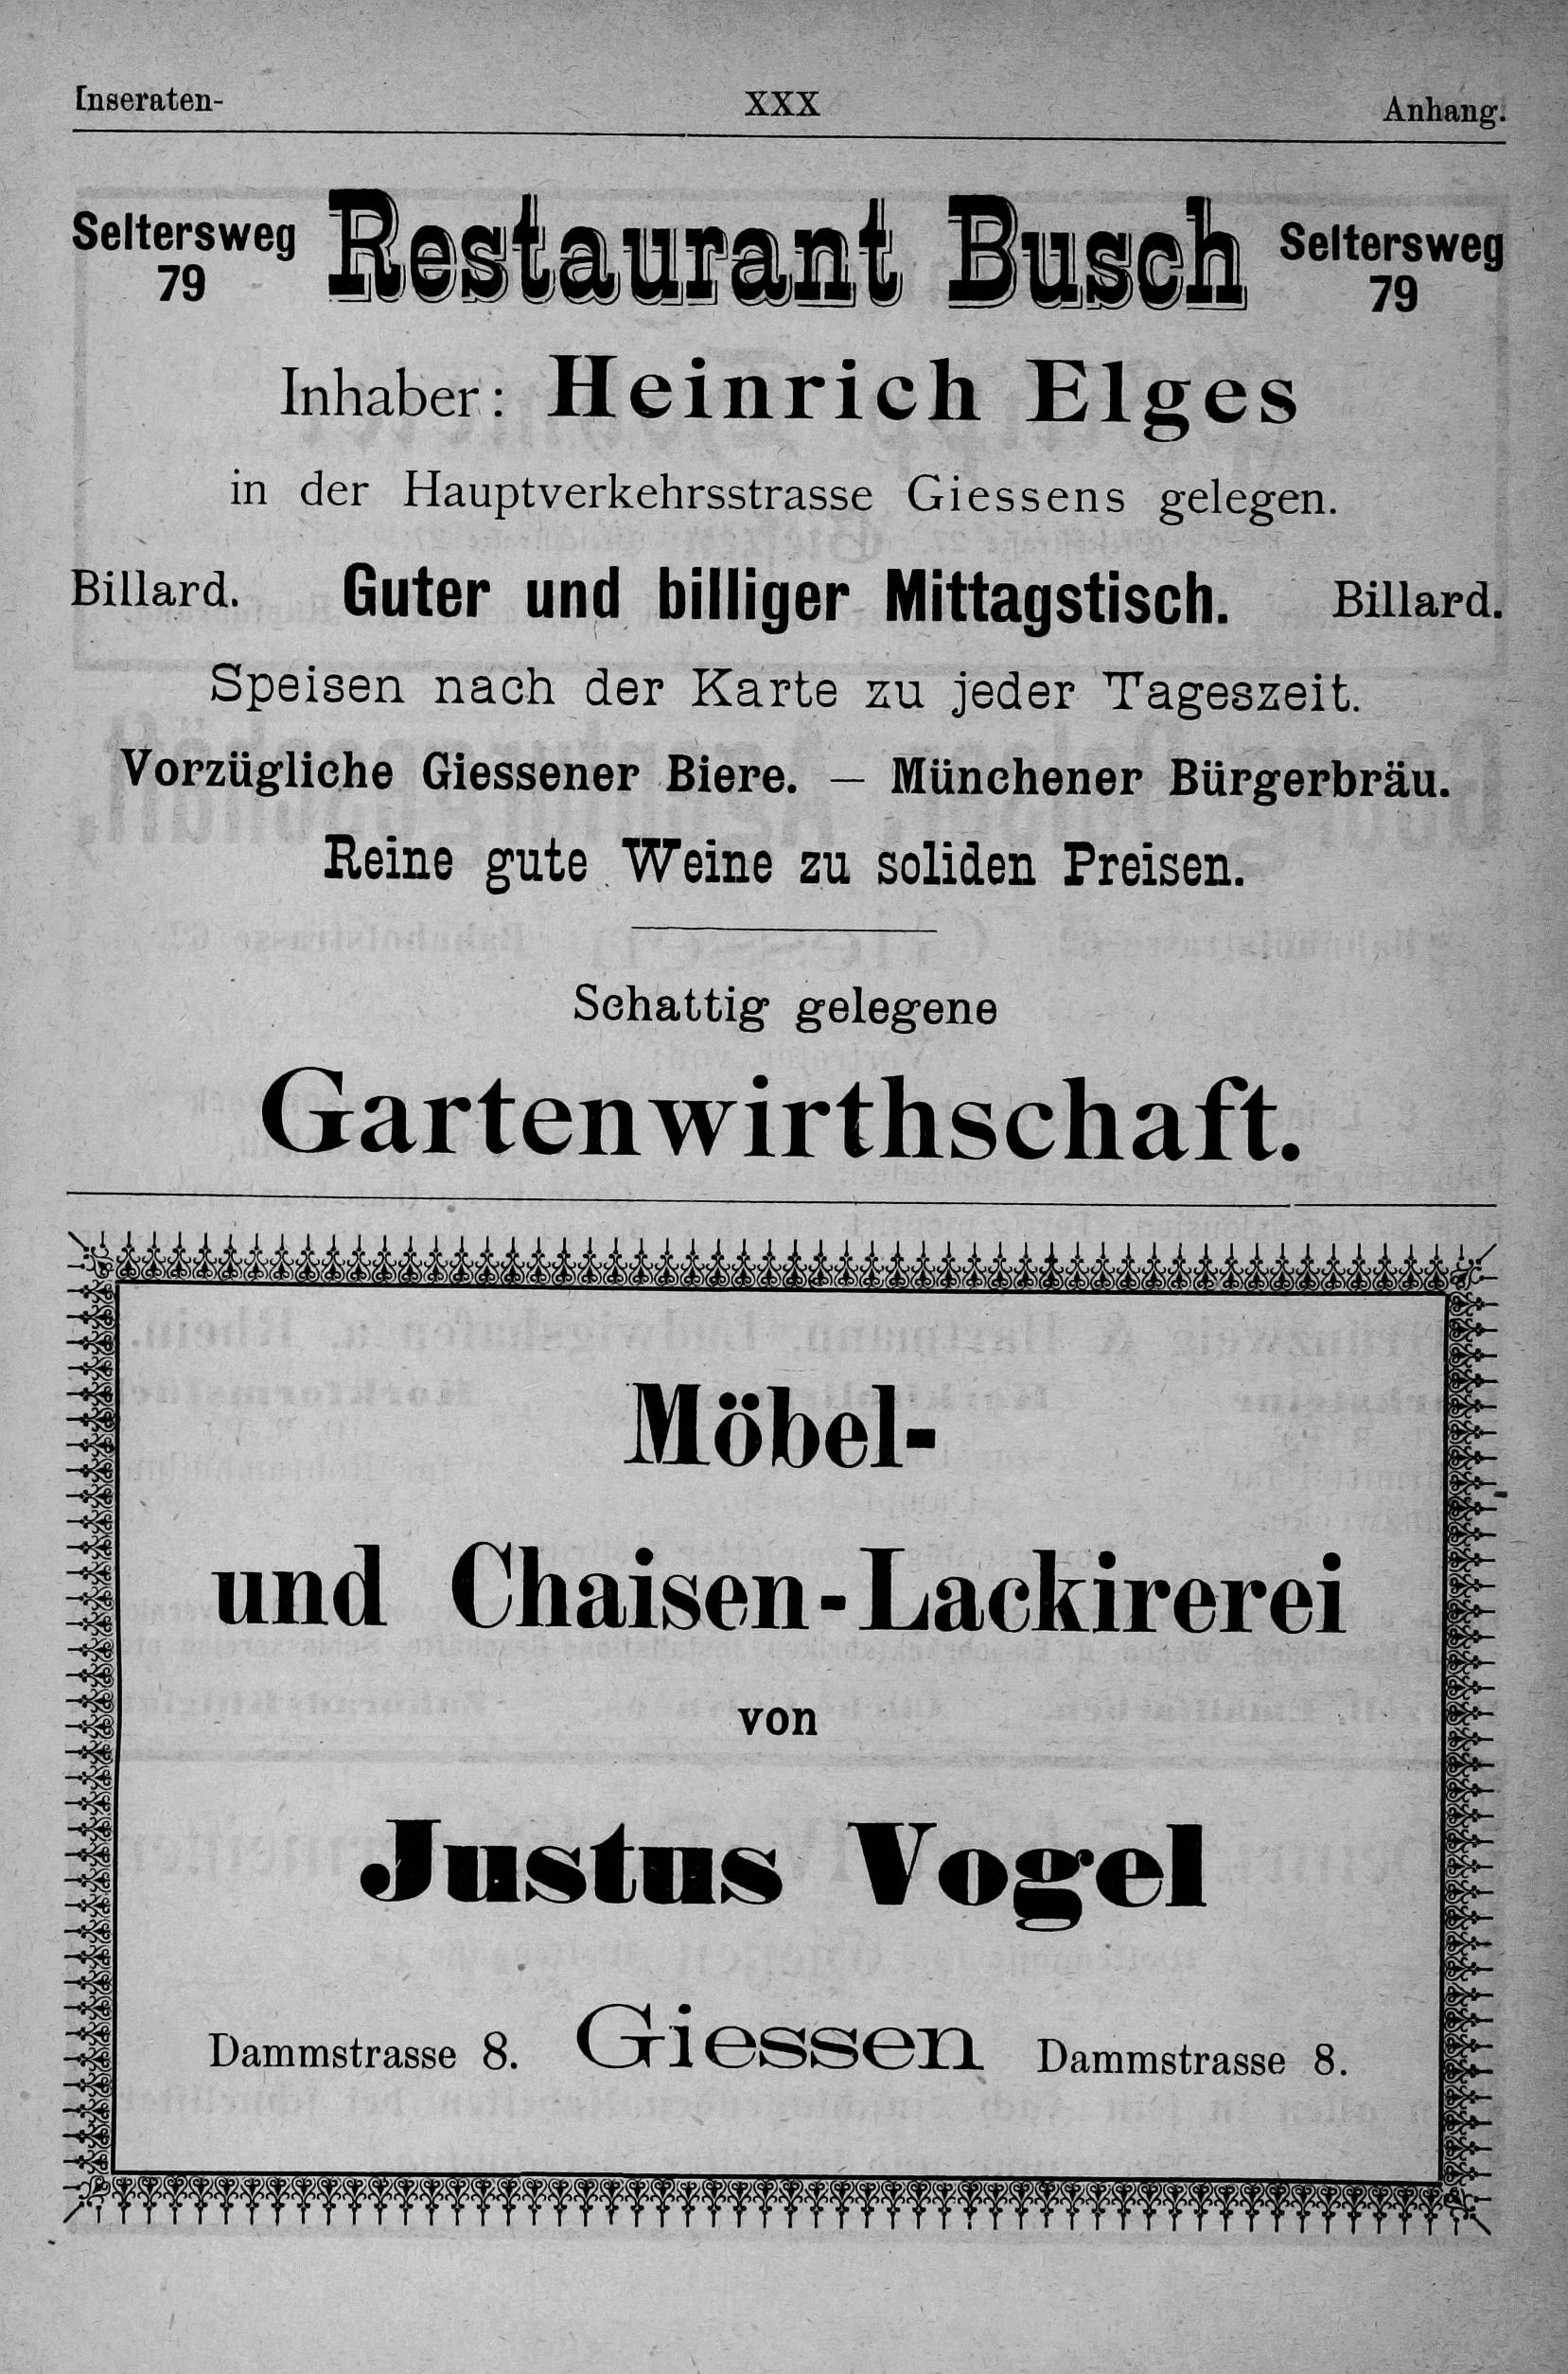 Inseraten- XXX Anhang.
Seltersweg 79 Restaurant Busch Seltersweg 79
Inhaber: Heinrich Elges
in der Hauptverkehrsstrasse Giessens gelegen.
Billard. Guter und billiger Mittagstisch. Billard.
Speisen nach der Karte zu jeder Tageszeit.
Vorzügliche Giessener Biere. — Münchener Bürgerbräu.
Reine gute Weine zu soliden Preisen.
Schattig gelegene
Gartenwirthschaft.
Möbel-
und Chaisen-Lackirerei
von
Justus Vogel
Dammstrasse 8. Giessen Dammstrasse 8.